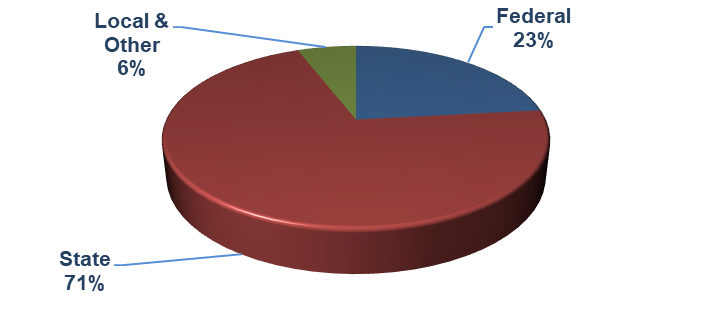 Local &
Other
6%
Federal
23%
State
71%